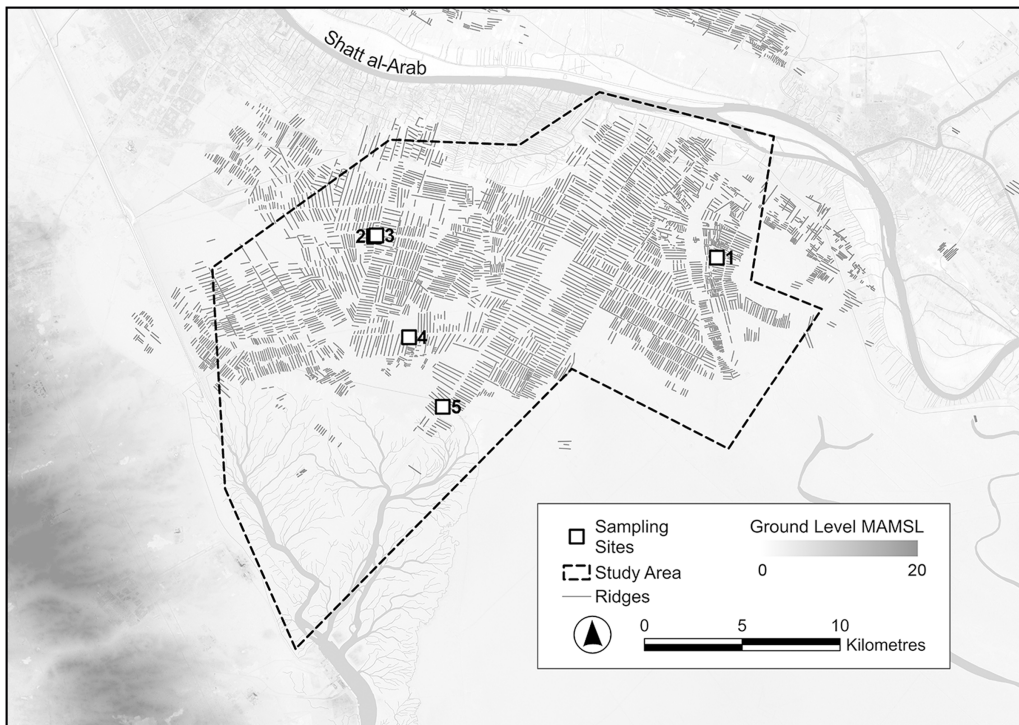 Shatt al-Arab
2 3
1
4
5
Sampling
Sites
Study Area
Ridges
Ground Level MAMSL
0 20
0 5 10
Kilometres